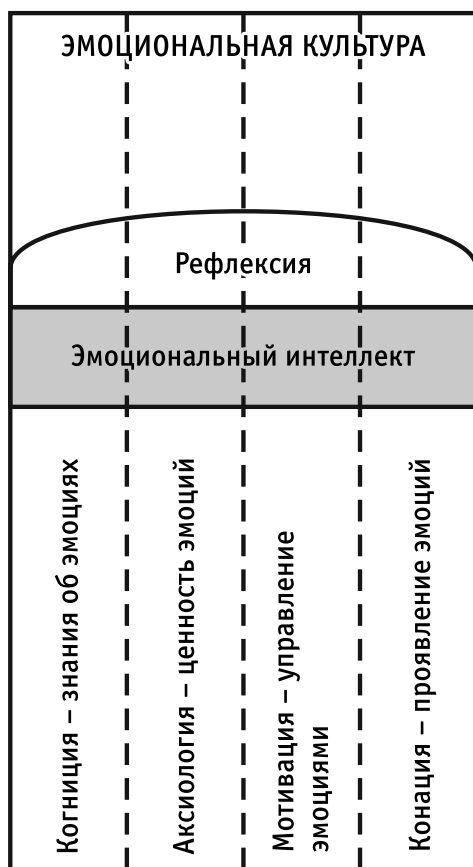 ЭМОЦИОНАЛЬНАЯ КУЛЬТУРА
Рефлексия
Эмоциональный интеллект
Когниция – знания об эмоциях
Аксиология – ценность эмоций
Мотивация – управление
эмоциями
Конация – проявление эмоций